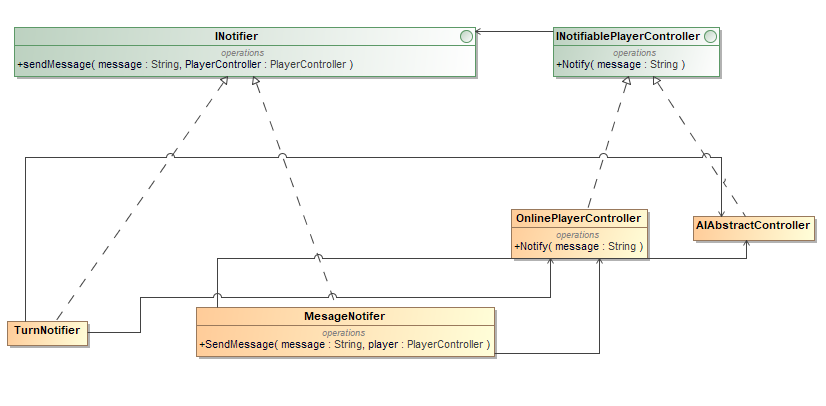 INotifier
operations
+sendMessage( message : String, PlayerController : PlayerController )
INotifiablePlayerController
operations
+Notify( message : String )
OnlinePlayerController
operations
+Notify( message : String )
AIAbstractController
TurnNotifier
MesageNotifer
operations
+SendMessage( message : String, player : PlayerController )